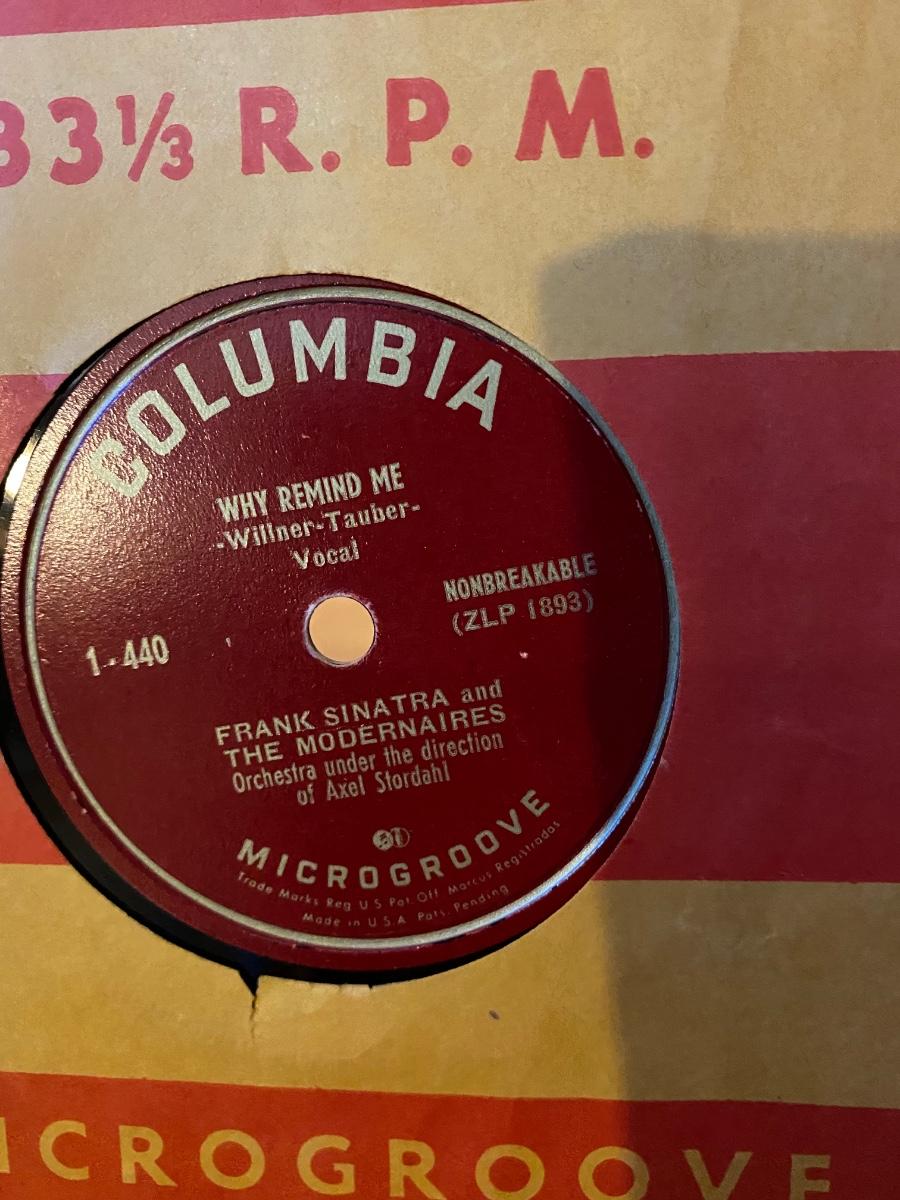 33⅓ R. P. M.
COLUMBIA
WHY REMIND ME
-Willner-Tauber-
Vocal
NONBREAKABLE
(ZLP 1893)
1-440
FRANK SINATRA and
THE MODERNAIRES
Orchestra under the direction
of Axel Stordahl
MICROGROOVE
Trade Marks Reg U S Pat. Off Marcas Registradas
Made in U.S.A Pats. Pending
MICROGROOVE